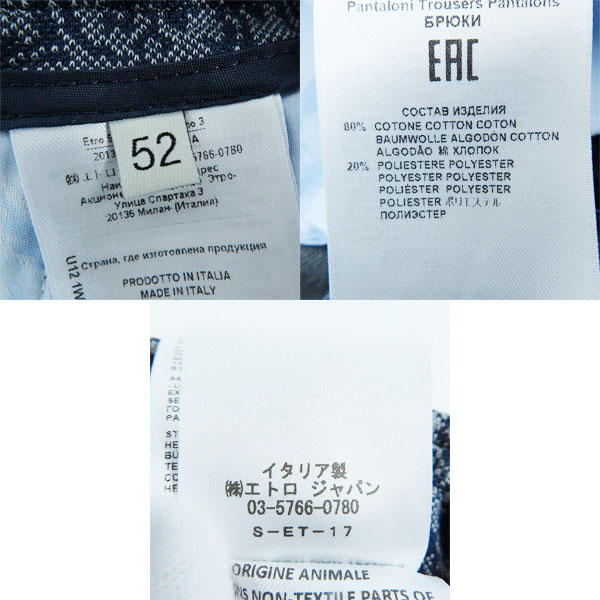 Etro
3
2013
52
5766-0780
㈱エトロ
Этро-
Улица Спартака 3
20135 Милан (Италия)
Страна, где изготовлена продукция
PRODOTTO IN ITALIA
MADE IN ITALY
Pantaloni Trousers Pantalons
БРЮКИ
EAC
СОСТАВ ИЗДЕЛИЯ
80% COTONE COTTON COTON
BAUMWOLLE ALGODÓN COTTON
ALGODÃO 綿 ХЛОПОК
20% POLIESTERE POLYESTER
POLYESTER POLYESTER
POLIÉSTER POLYESTER
POLIESTER ポリエステル
ПОЛИЭСТЕР
イタリア製
㈱エトロ ジャパン
03-5766-0780
S-ET-17
ORIGINE ANIMALE
NON-TEXTILE PARTS OF